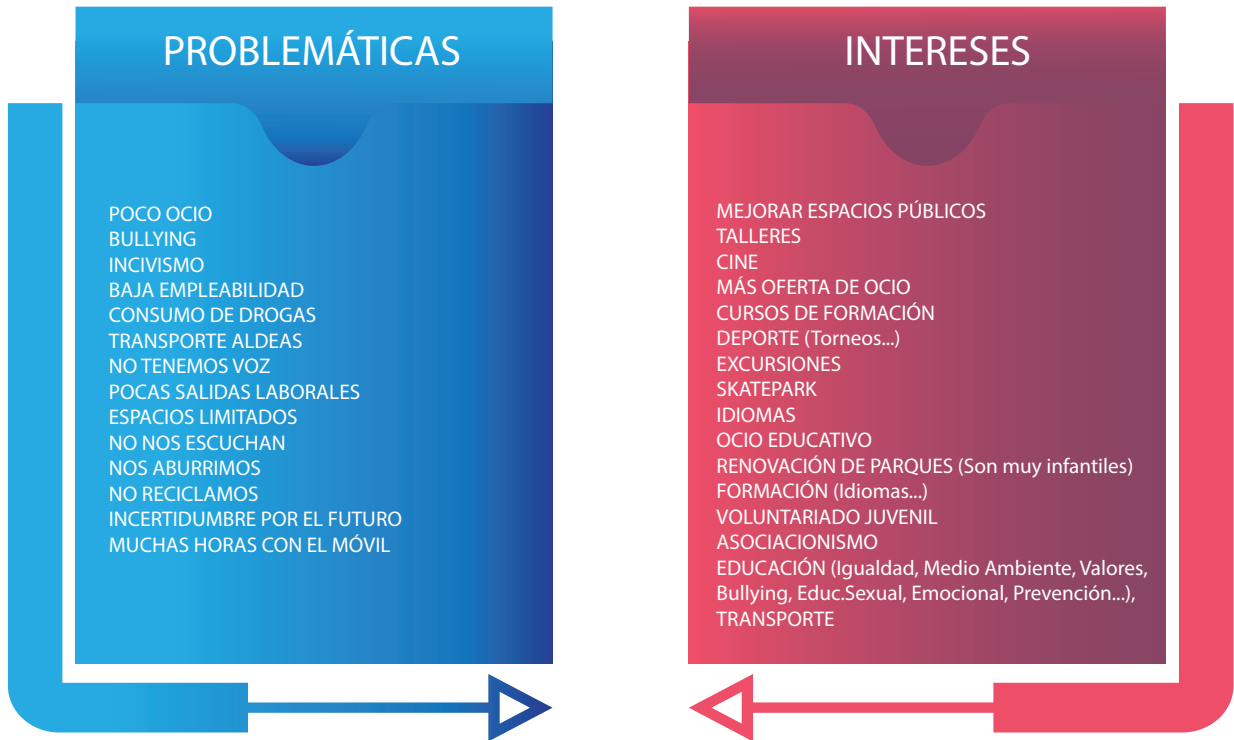 PROBLEMÁTICAS
POCO OCIO
BULLYING
INCIVISMO
BAJA EMPLEABILIDAD
CONSUMO DE DROGAS
TRANSPORTE ALDEAS
NO TENEMOS VOZ
POCAS SALIDAS LABORALES
ESPACIOS LIMITADOS
NO NOS ESCUCHAN
NOS ABURRIMOS
NO RECICLAMOS
INCERTIDUMBRE POR EL FUTURO
MUCHAS HORAS CON EL MÓVIL
INTERESES
MEJORAR ESPACIOS PÚBLICOS
TALLERES
CINE
MÁS OFERTA DE OCIO
CURSOS DE FORMACIÓN
DEPORTE (Torneos...)
EXCURSIONES
SKATEPARK
IDIOMAS
OCIO EDUCATIVO
RENOVACIÓN DE PARQUES (Son muy infantiles)
FORMACIÓN (Idiomas...)
VOLUNTARIADO JUVENIL
ASOCIACIONISMO
EDUCACIÓN (Igualdad, Medio Ambiente, Valores,
Bullying, Educ.Sexual, Emocional, Prevención...),
TRANSPORTE